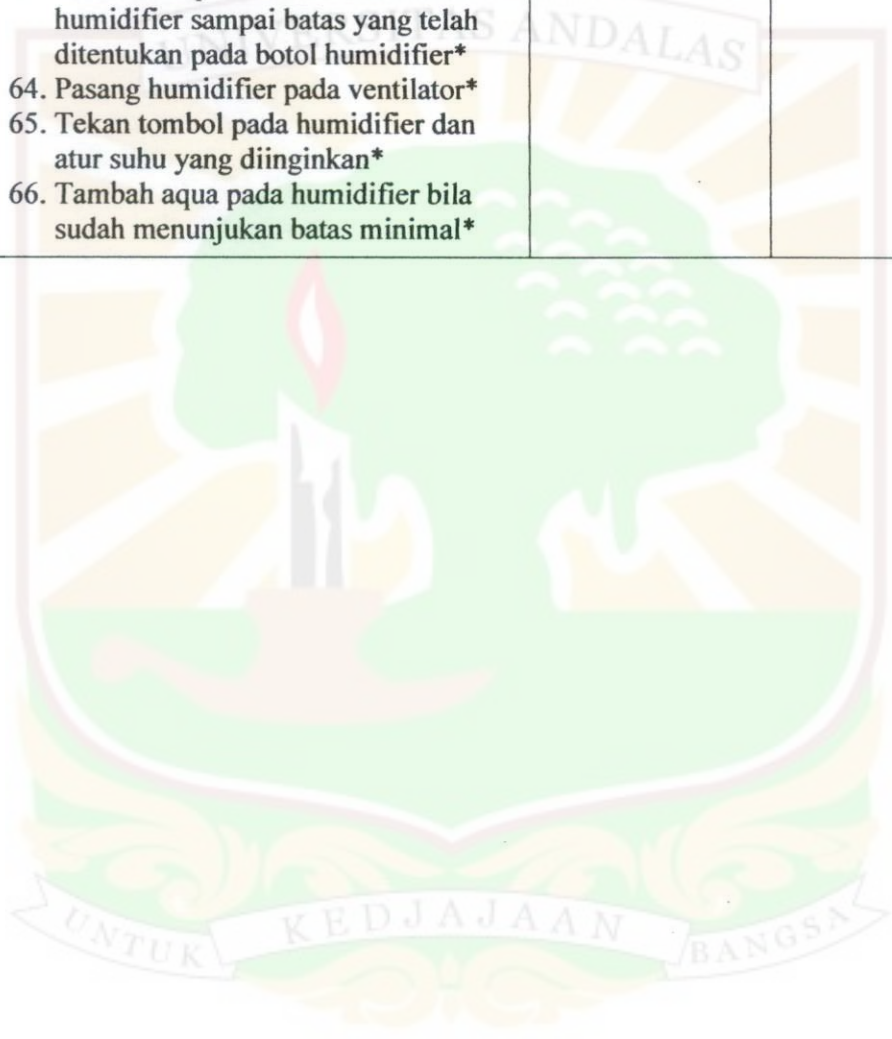 UNIVERSITAS ANDALAS
humidifier sampai batas yang telah
ditentukan pada botol humidifier*
64. Pasang humidifier pada ventilator*
65. Tekan tombol pada humidifier dan
atur suhu yang diinginkan*
66. Tambah aqua pada humidifier bila
sudah menunjukan batas minimal*
UNTUK KEDJAJAAN BANGSA